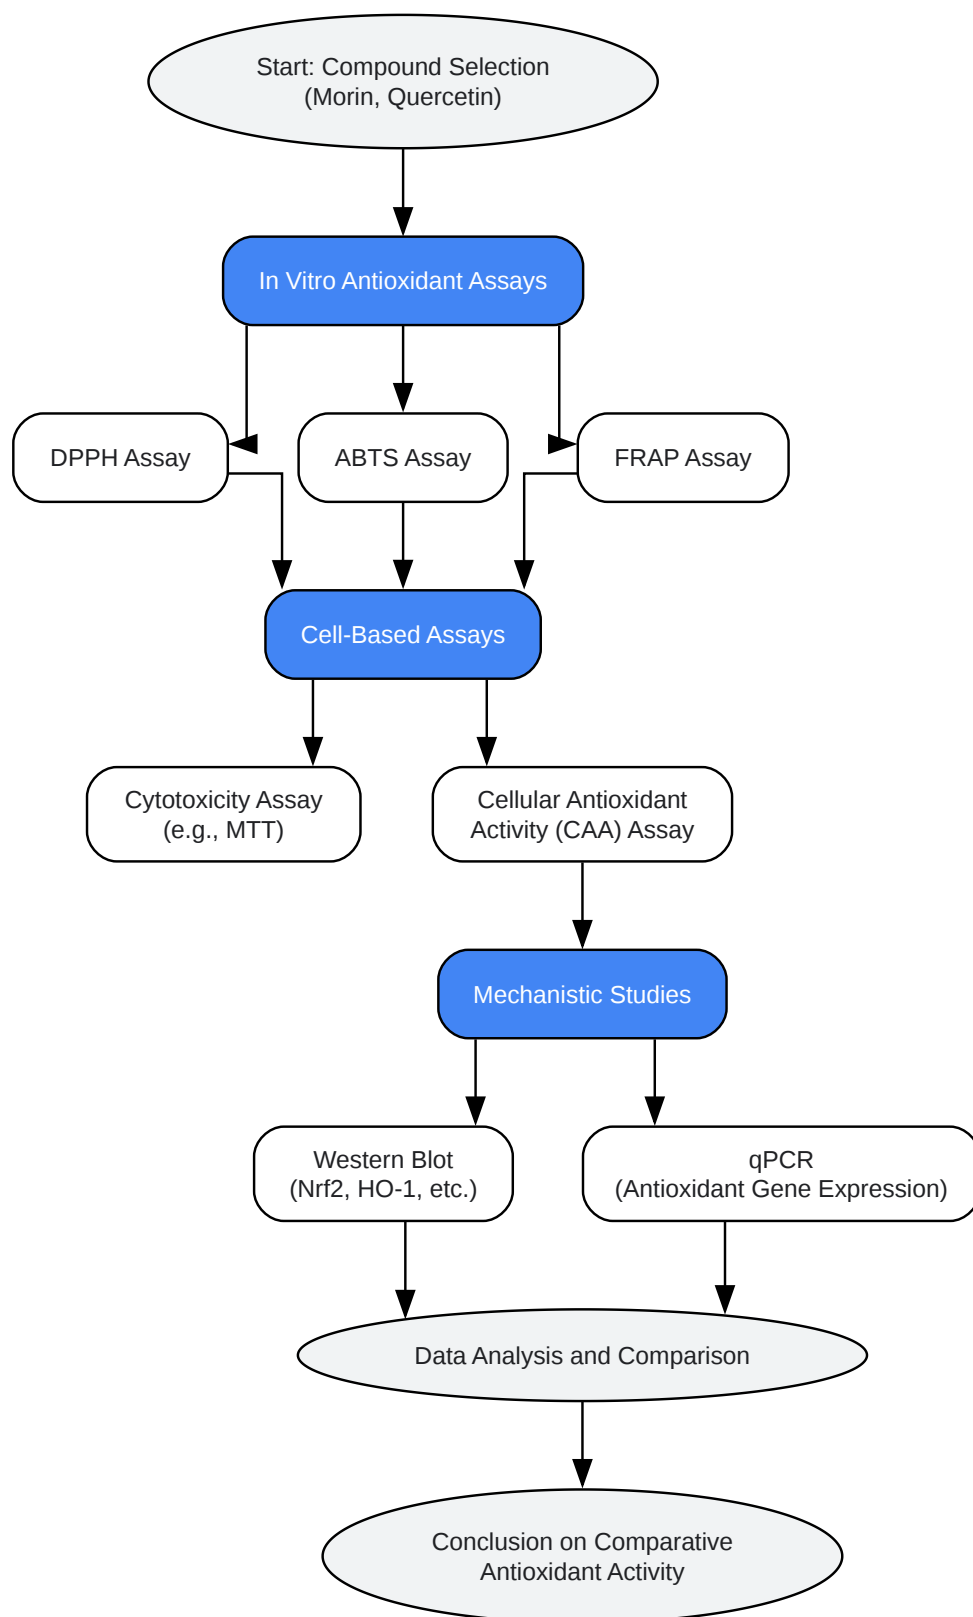 Start: Compound Selection
(Morin, Quercetin)
In Vitro Antioxidant Assays
DPPH Assay
ABTS Assay
FRAP Assay
Cell-Based Assays
Cytotoxicity Assay
(e.g., MTT)
Cellular Antioxidant
Activity (CAA) Assay
Mechanistic Studies
Western Blot
(Nrf2, HO-1, etc.)
qPCR
(Antioxidant Gene Expression)
Data Analysis and Comparison
Conclusion on Comparative
Antioxidant Activity